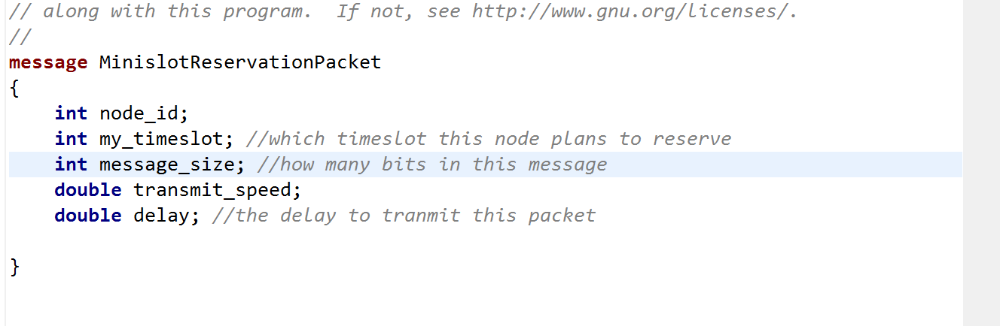 // along with this program.  If not, see http://www.gnu.org/licenses/.
//
message MinislotReservationPacket
{
    int node_id;
    int my_timeslot; //which timeslot this node plans to reserve
    int message_size; //how many bits in this message
    double transmit_speed;
    double delay; //the delay to tranmit this packet
}